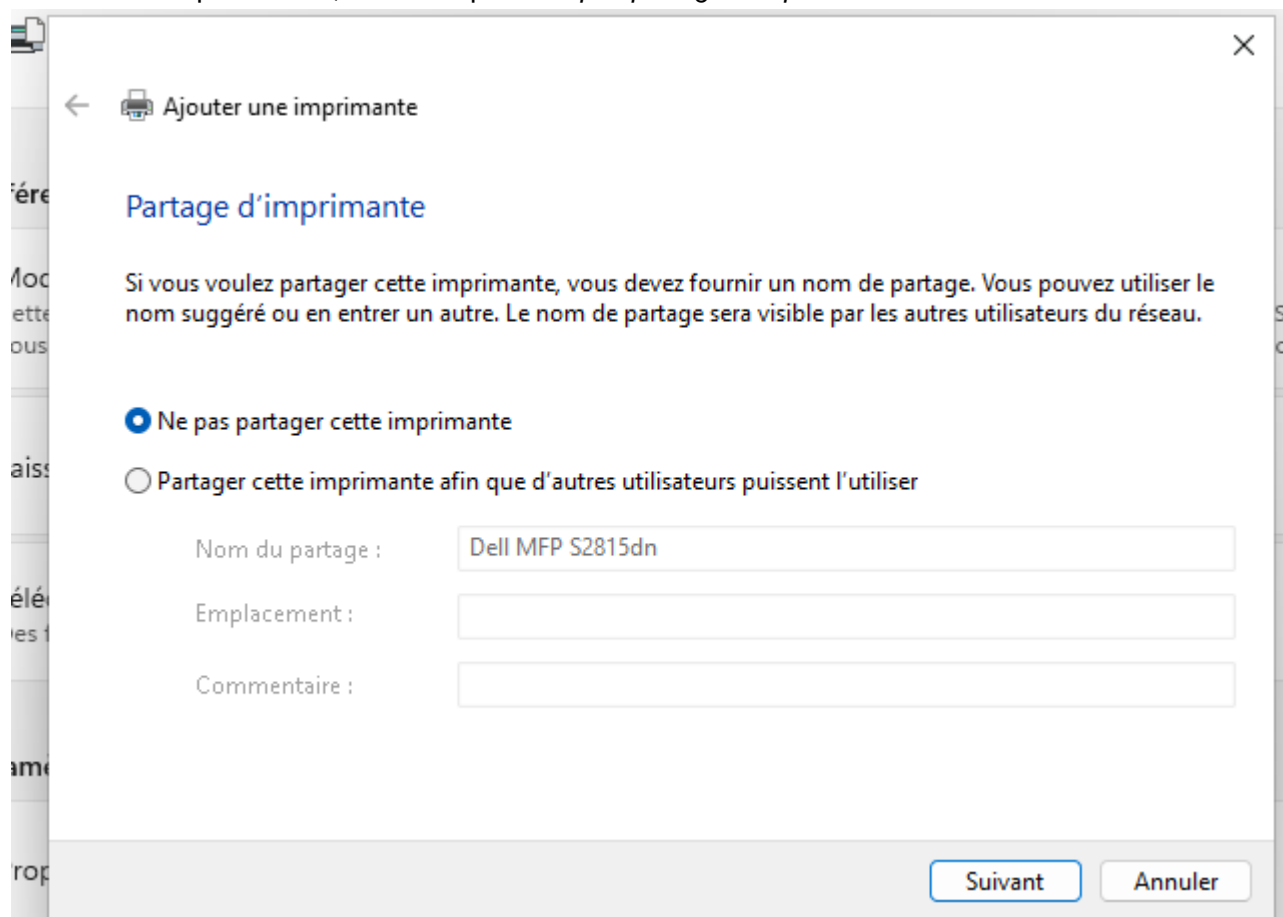 Ajouter une imprimante
Partage d'imprimante
Si vous voulez partager cette imprimante, vous devez fournir un nom de partage. Vous pouvez utiliser le
nom suggéré ou en entrer un autre. Le nom de partage sera visible par les autres utilisateurs du réseau.
Ne pas partager cette imprimante
Partager cette imprimante afin que d'autres utilisateurs puissent l'utiliser
Nom du partage :
Dell MFP S2815dn
Emplacement :
Commentaire :
Suivant
Annuler